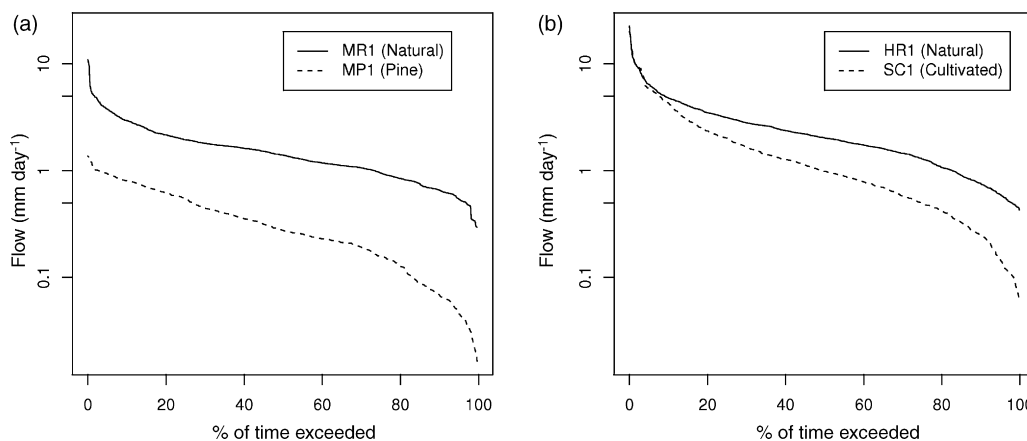 (a)
MR1 (Natural)
MP1 (Pine)
10
1
0.1
Flow (mm day⁻¹)
0 20 40 60 80 100
% of time exceeded
(b)
HR1 (Natural)
SC1 (Cultivated)
10
1
0.1
Flow (mm day⁻¹)
0 20 40 60 80 100
% of time exceeded